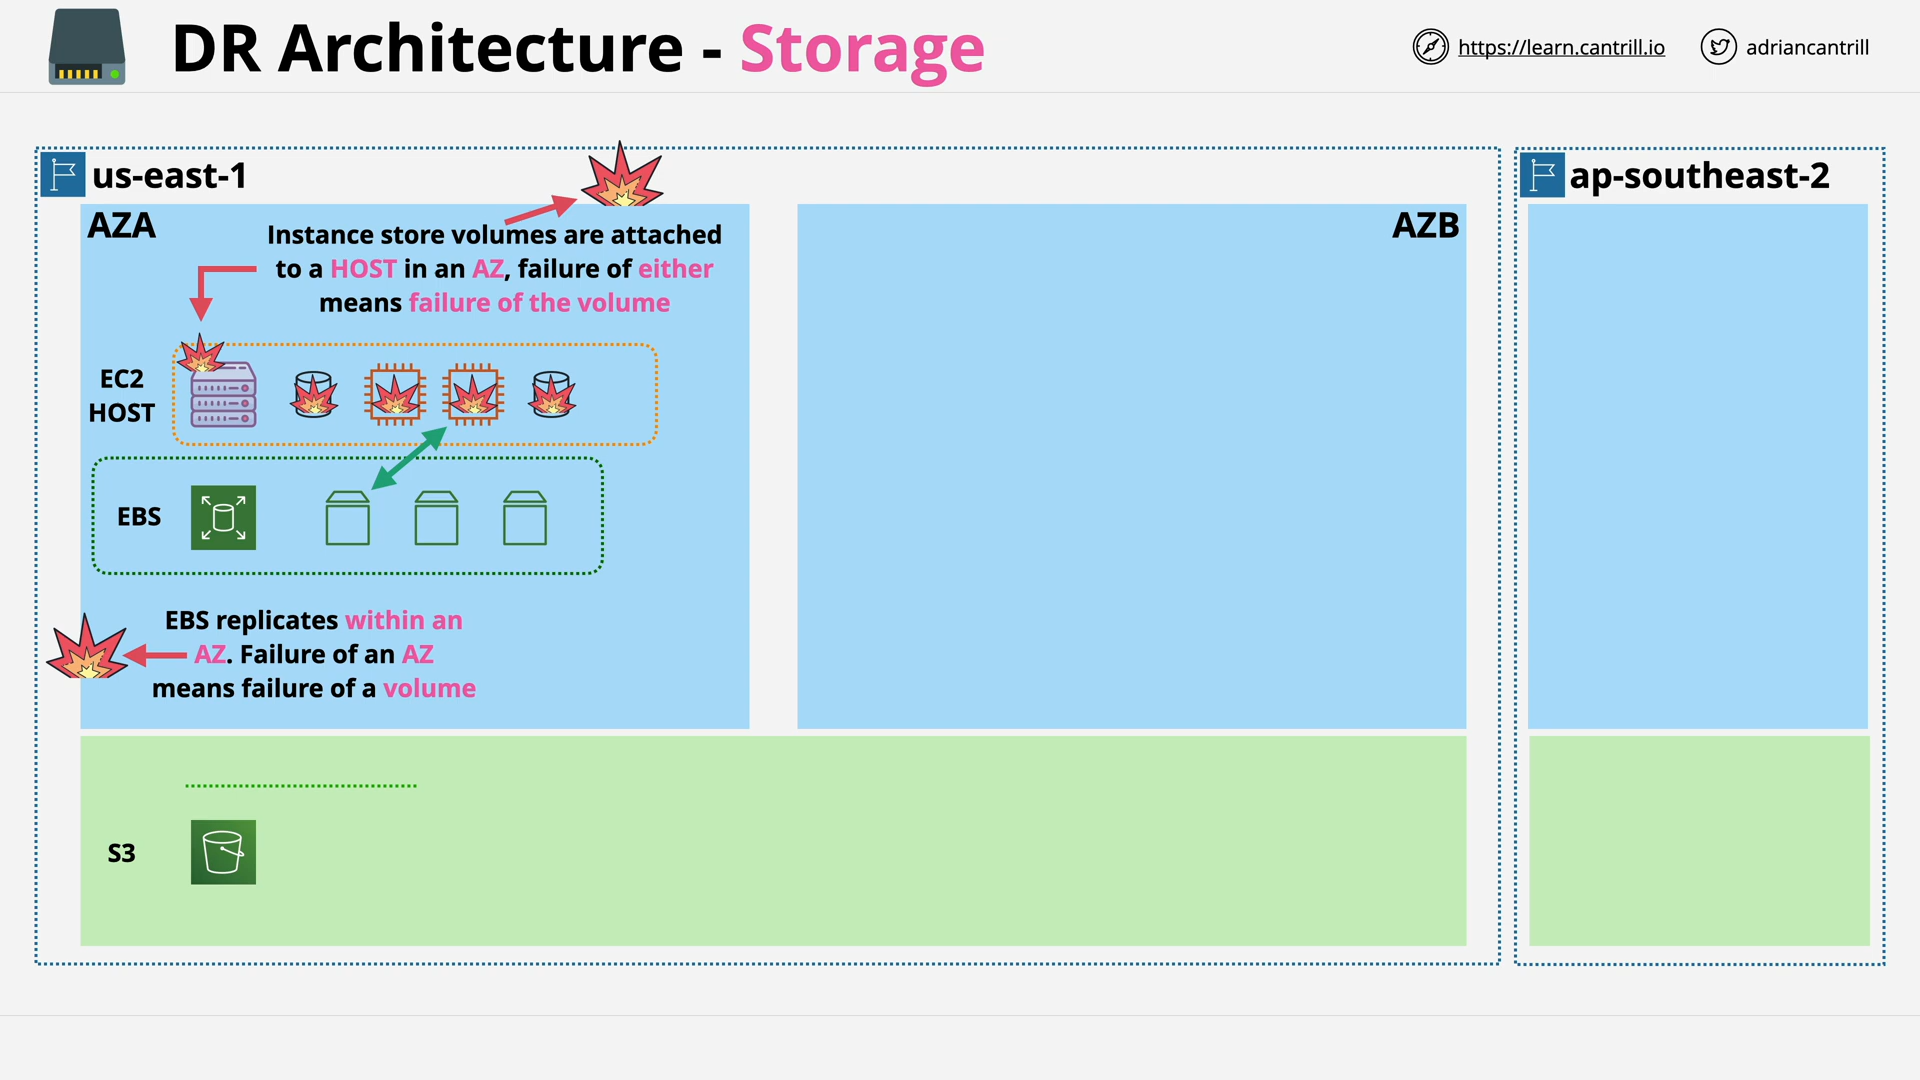 DR Architecture - Storage
https://learn.cantrill.io
adriancantrill
us-east-1
ap-southeast-2
AZA
AZB
Instance store volumes are attached
to a HOST in an AZ, failure of either
means failure of the volume
EC2
HOST
EBS
EBS replicates within an
AZ. Failure of an AZ
means failure of a volume
S3